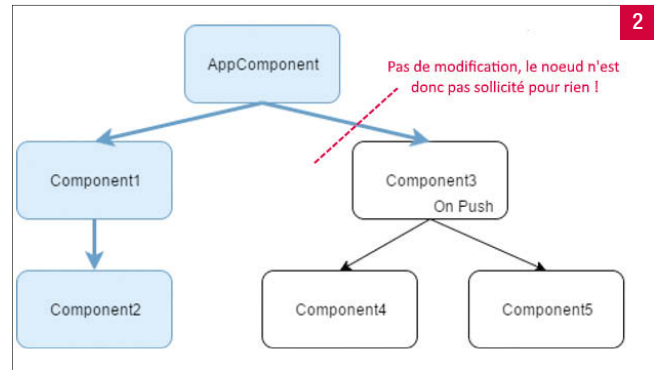 2
AppComponent
Pas de modification, le noeud n'est
donc pas sollicité pour rien !
Component1
Component3
On Push
Component2
Component4
Component5